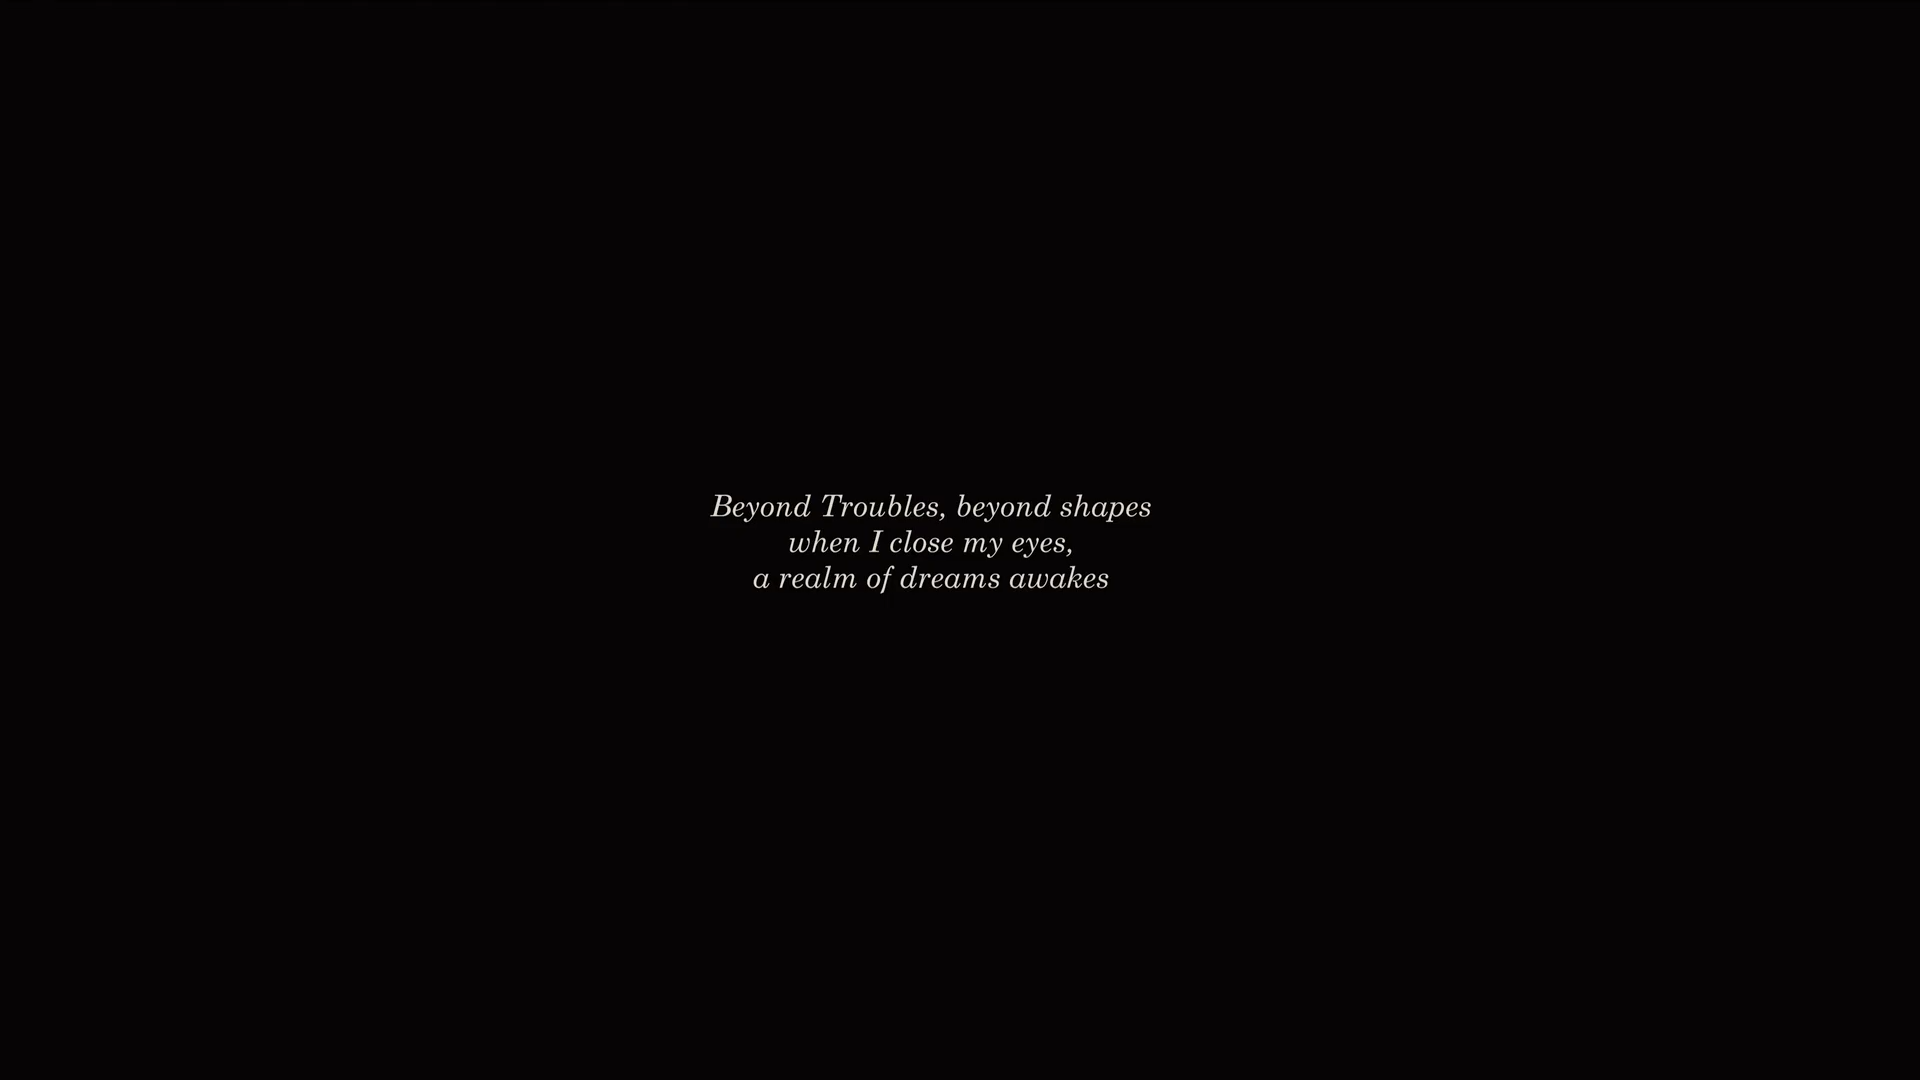 Beyond Troubles, beyond shapes
when I close my eyes,
a realm of dreams awakes